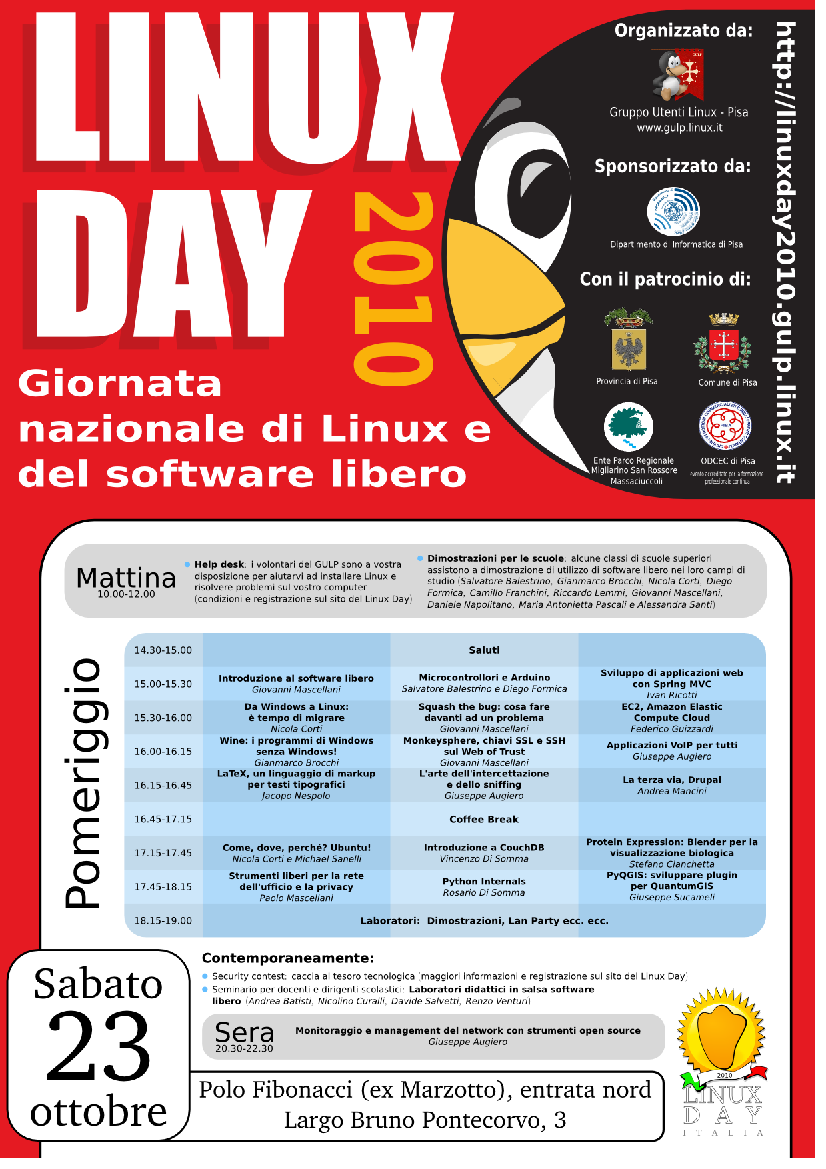 LINUX
DAY
2010
Giornata
nazionale di Linux e
del software libero
Organizzato da:
Gruppo Utenti Linux - Pisa
www.gulp.linux.it
Sponsorizzato da:
Dipartimento di Informatica di Pisa
Con il patrocinio di:
Provincia di Pisa
Comune di Pisa
Ente Parco Regionale
Migliarino San Rossore
Massaciuccoli
ODCEC di Pisa
professionale continua
http://linuxday2010.gulp.linux.it
Mattina
10.00-12.00
Help desk: i volontari del GULP sono a vostra
disposizione per aiutarvi ad installare Linux e
risolvere problemi sul vostro computer
(condizioni e registrazione sul sito del Linux Day)
Dimostrazioni per le scuole: alcune classi di scuole superiori
assistono a dimostrazione di utilizzo di software libero nei loro campi di
studio (Salvatore Balestrino, Gianmarco Brocchi, Nicola Corti, Diego
Formica, Camillo Franchini, Riccardo Lemmi, Giovanni Mascellani,
Daniele Napolitano, Maria Antonietta Pascali e Alessandra Santi)
Pomeriggio
14.30-15.00
Saluti
15.00-15.30
Introduzione al software libero
Giovanni Mascellani
Microcontrollori e Arduino
Salvatore Balestrino e Diego Formica
Sviluppo di applicazioni web
con Spring MVC
Ivan Ricotti
15.30-16.00
Da Windows a Linux:
è tempo di migrare
Nicola Corti
Squash the bug: cosa fare
davanti ad un problema
Giovanni Mascellani
EC2, Amazon Elastic
Compute Cloud
Federico Guizzardi
16.00-16.15
Wine: i programmi di Windows
senza Windows!
Gianmarco Brocchi
Monkeysphere, chiavi SSL e SSH
sul Web of Trust
Giovanni Mascellani
Applicazioni VoIP per tutti
Giuseppe Augiero
16.15-16.45
LaTeX, un linguaggio di markup
per testi tipografici
Jacopo Nespolo
L'arte dell'intercettazione
e dello sniffing
Giuseppe Augiero
La terza via, Drupal
Andrea Mancini
16.45-17.15
Coffee Break
17.15-17.45
Come, dove, perché? Ubuntu!
Nicola Corti e Michael Sanelli
Introduzione a CouchDB
Vincenzo Di Somma
Protein Expression: Blender per la
visualizzazione biologica
Stefano Cianchetta
17.45-18.15
Strumenti liberi per la rete
dell'ufficio e la privacy
Paolo Mascellani
Python Internals
Rosario Di Somma
PyQGIS: sviluppare plugin
per QuantumGIS
Giuseppe Sucameli
18.15-19.00
Laboratori: Dimostrazioni, Lan Party ecc. ecc.
Contemporaneamente:
Security contest: caccia al tesoro tecnologica (maggiori informazioni e registrazione sul sito del Linux Day)
Seminario per docenti e dirigenti scolastici: Laboratori didattici in salsa software
libero (Andrea Batisti, Nicolino Curalli, Davide Salvetti, Renzo Venturi)
Sera
20.30-22.30
Monitoraggio e management del network con strumenti open source
Giuseppe Augiero
Sabato
23
ottobre
Polo Fibonacci (ex Marzotto), entrata nord
Largo Bruno Pontecorvo, 3
2010
LINUX
DAY
ITALIA